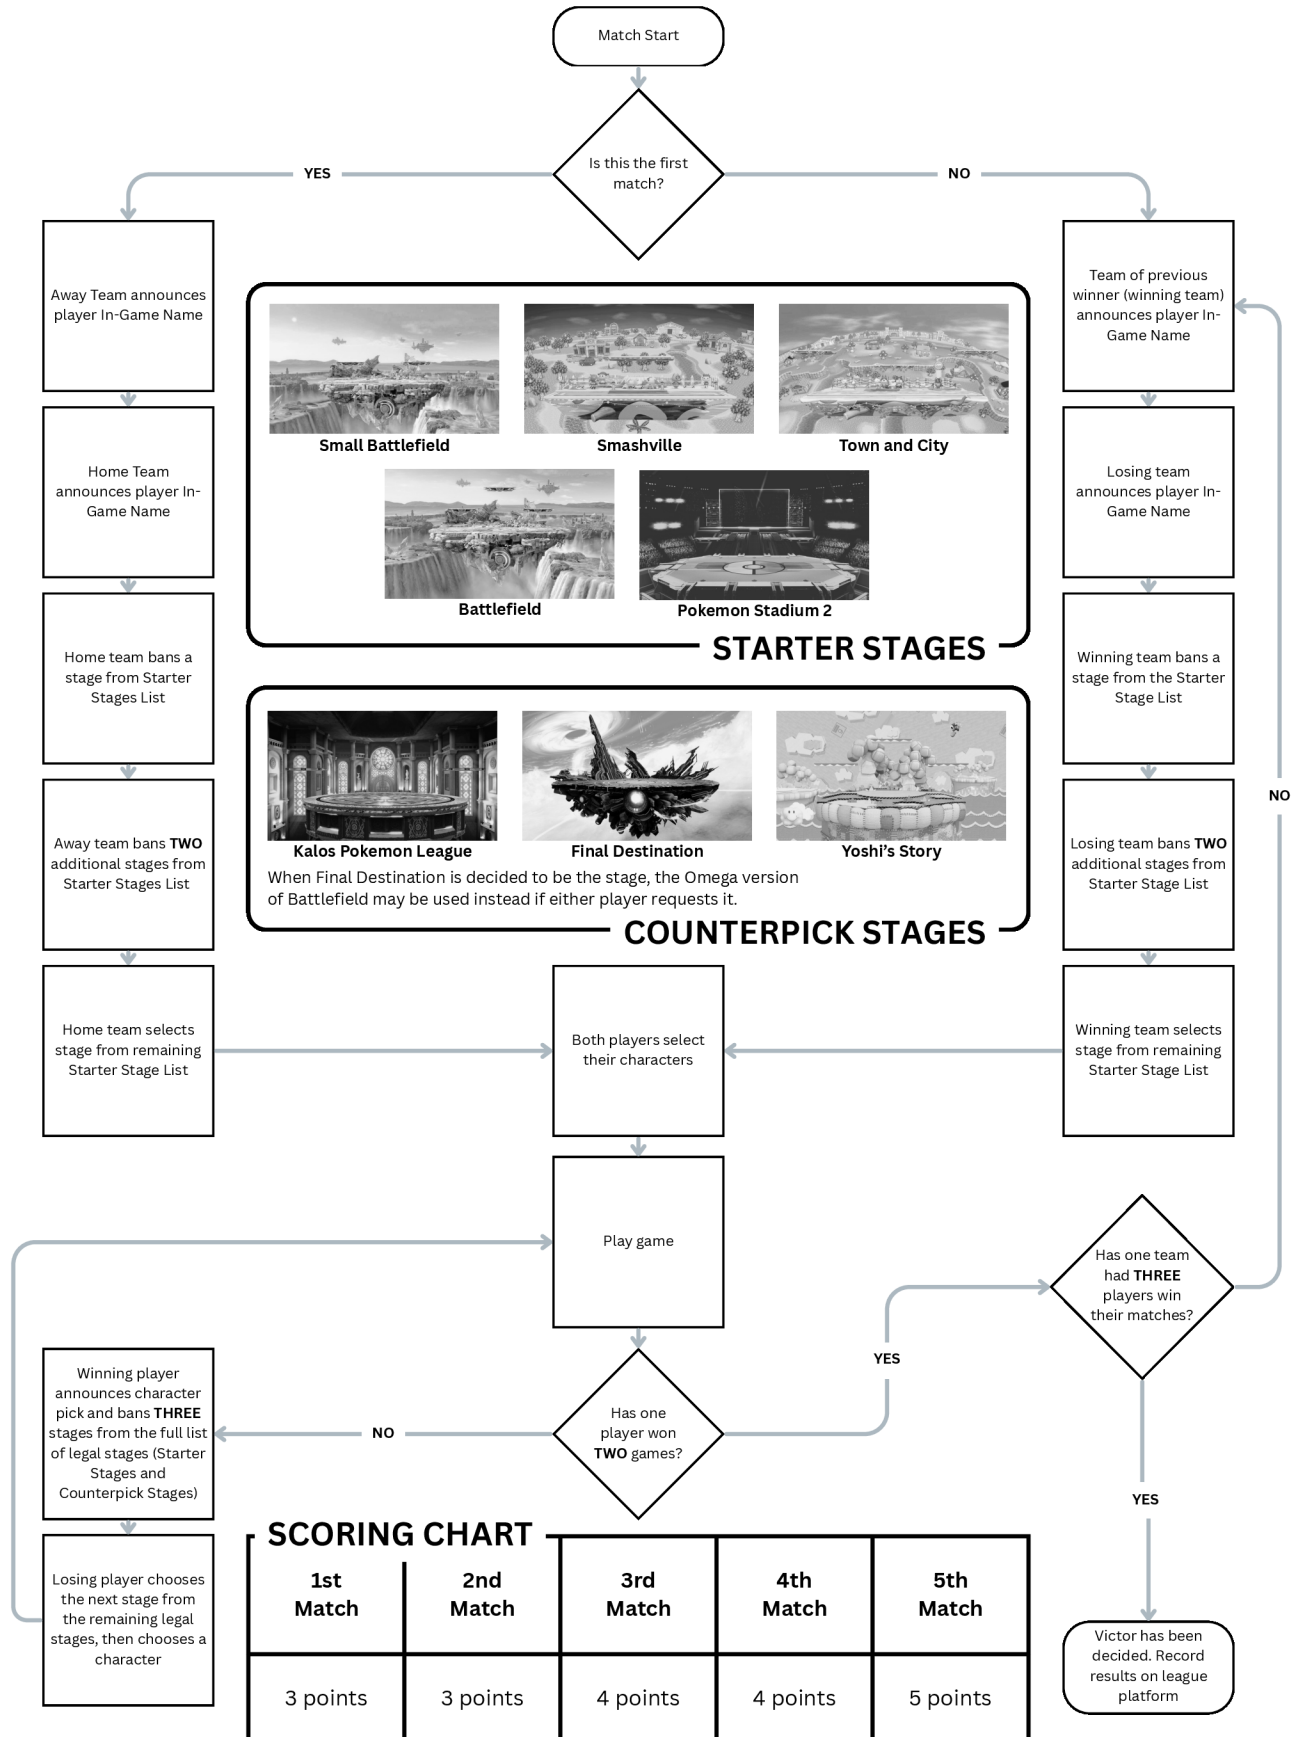 Match Start
Is this the first
match?
YES
NO
Away Team announces
player In-Game Name
Home Team
announces player In-
Game Name
Home team bans a
stage from Starter
Stages List
Away team bans TWO
additional stages from
Starter Stages List
Home team selects
stage from remaining
Starter Stage List
Team of previous
winner (winning team)
announces player In-
Game Name
Losing team
announces player In-
Game Name
Winning team bans a
stage from the Starter
Stage List
Losing team bans TWO
additional stages from
Starter Stage List
Winning team selects
stage from remaining
Starter Stage List
Small Battlefield
Smashville
Town and City
Battlefield
Pokemon Stadium 2
STARTER STAGES
Kalos Pokemon League
Final Destination
Yoshi's Story
When Final Destination is decided to be the stage, the Omega version
of Battlefield may be used instead if either player requests it.
COUNTERPICK STAGES
Both players select
their characters
Play game
Has one
player won
TWO games?
NO
YES
Winning player
announces character
pick and bans THREE
stages from the full list
of legal stages (Starter
Stages and
Counterpick Stages)
Losing player chooses
the next stage from
the remaining legal
stages, then chooses a
character
Has one team
had THREE
players win
their matches?
NO
YES
Victor has been
decided. Record
results on league
platform
SCORING CHART
1st
Match
2nd
Match
3rd
Match
4th
Match
5th
Match
3 points
3 points
4 points
4 points
5 points